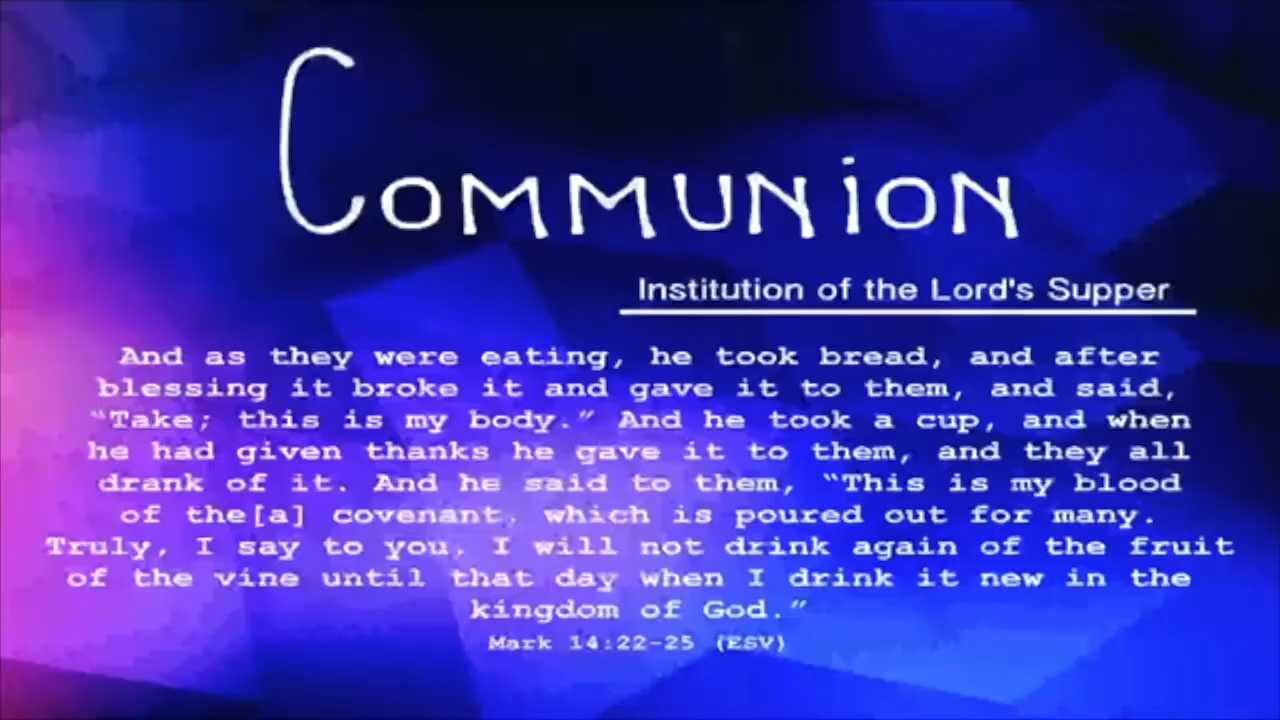 Communion
Institution of the Lord's Supper
And as they were eating, he took bread, and after
blessing it broke it and gave it to them, and said,
“Take; this is my body.” And he took a cup, and when
he had given thanks he gave it to them, and they all
drank of it. And he said to them, “This is my blood
of the[a] covenant, which is poured out for many.
Truly, I say to you, I will not drink again of the fruit
of the vine until that day when I drink it new in the
kingdom of God.”
Mark 14:22-25 (ESV)